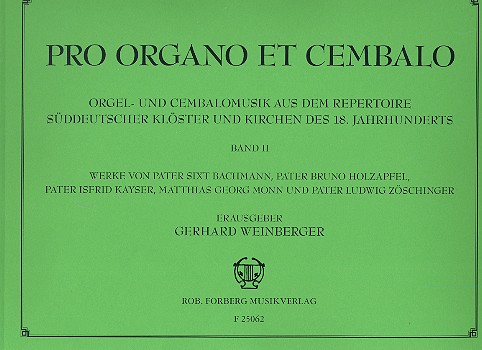 PRO ORGANO ET CEMBALO
ORGEL- UND CEMBALOMUSIK AUS DEM REPERTOIRE
SÜDDEUTSCHER KLÖSTER UND KIRCHEN DES 18. JAHRHUNDERTS
BAND II
WERKE VON PATER SIXT BACHMANN, PATER BRUNO HOLZAPFEL,
PATER ISFRID KAYSER, MATTHIAS GEORG MONN UND PATER LUDWIG ZÖSCHINGER
ERAUSGEBER
GERHARD WEINBERGER
ROB. FORBERG MUSIKVERLAG
F 25062